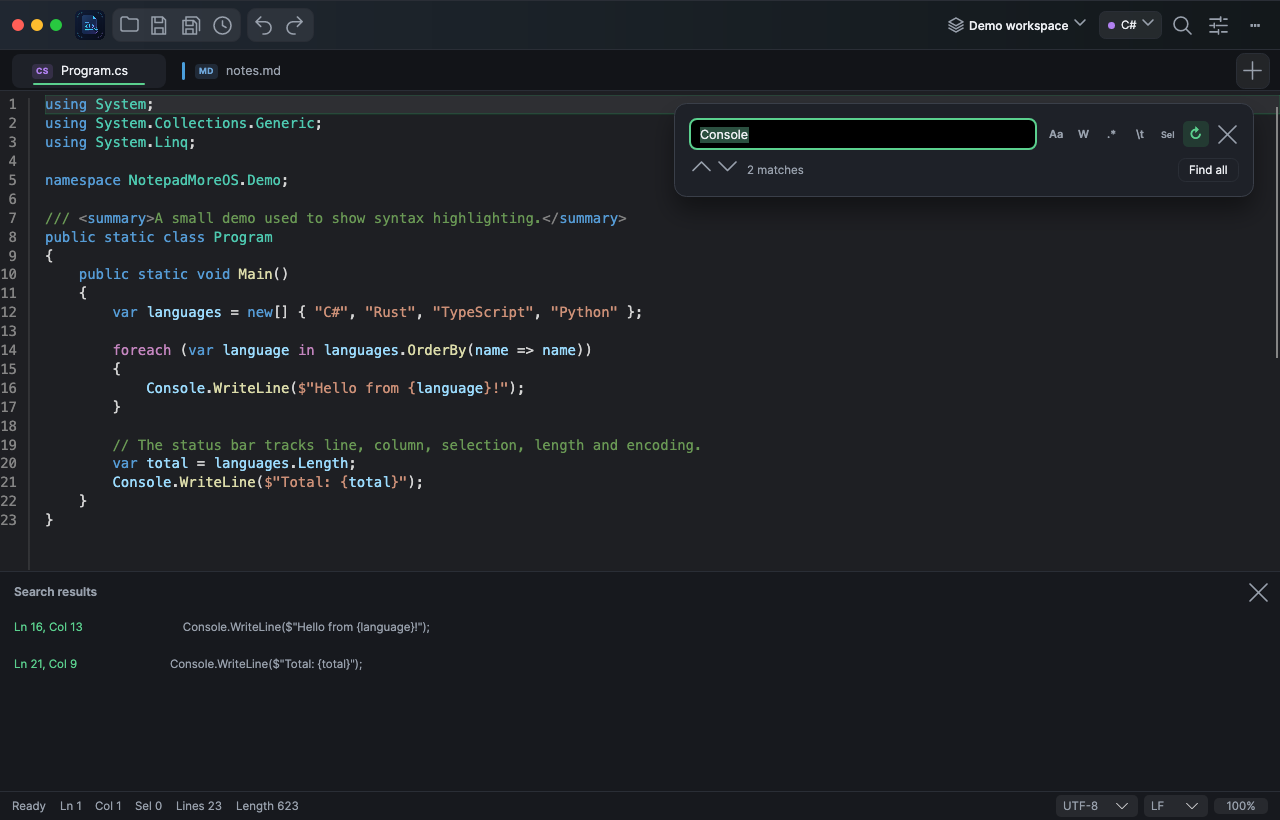 Demo workspace
C#
CS Program.cs
MD notes.md
1 using System;
2 using System.Collections.Generic;
3 using System.Linq;
4
5 namespace NotepadMoreOS.Demo;
6
7 /// <summary>A small demo used to show syntax highlighting.</summary>
8 public static class Program
9 {
10     public static void Main()
11     {
12         var languages = new[] { "C#", "Rust", "TypeScript", "Python" };
13
14         foreach (var language in languages.OrderBy(name => name))
15         {
16             Console.WriteLine($"Hello from {language}!");
17         }
18
19         // The status bar tracks line, column, selection, length and encoding.
20         var total = languages.Length;
21         Console.WriteLine($"Total: {total}");
22     }
23 }
Console
Aa W .* \t Sel
2 matches
Find all
Search results
Ln 16, Col 13 Console.WriteLine($"Hello from {language}!");
Ln 21, Col 9 Console.WriteLine($"Total: {total}");
Ready Ln 1 Col 1 Sel 0 Lines 23 Length 623
UTF-8 LF 100%